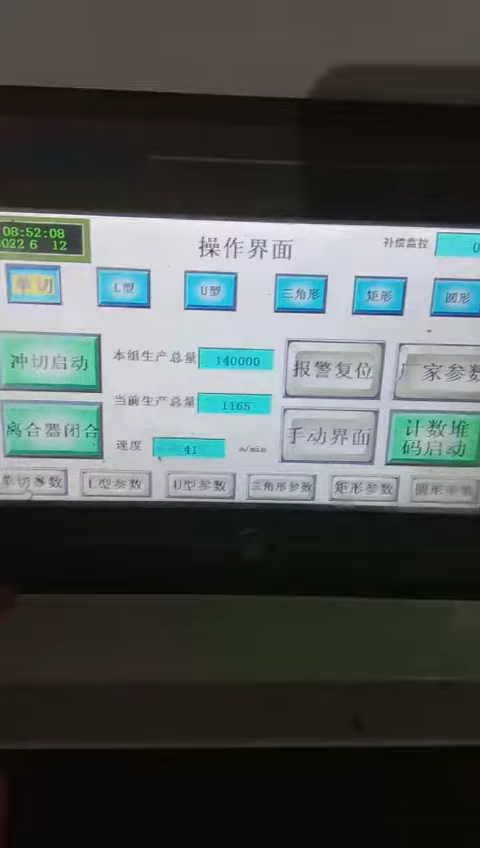 08:52:08
022 6 12
操作界面
补偿监控 0
单切 L型 U型 三角形 矩形 圆形
冲切启动
本组生产总量 140000
报警复位
厂家参数
当前生产总量 1165
离合器闭合
速度 41 m/min
手动界面
计数堆
码启动
单切参数 L型参数 U型参数 三角形参数 矩形参数 圆形参数